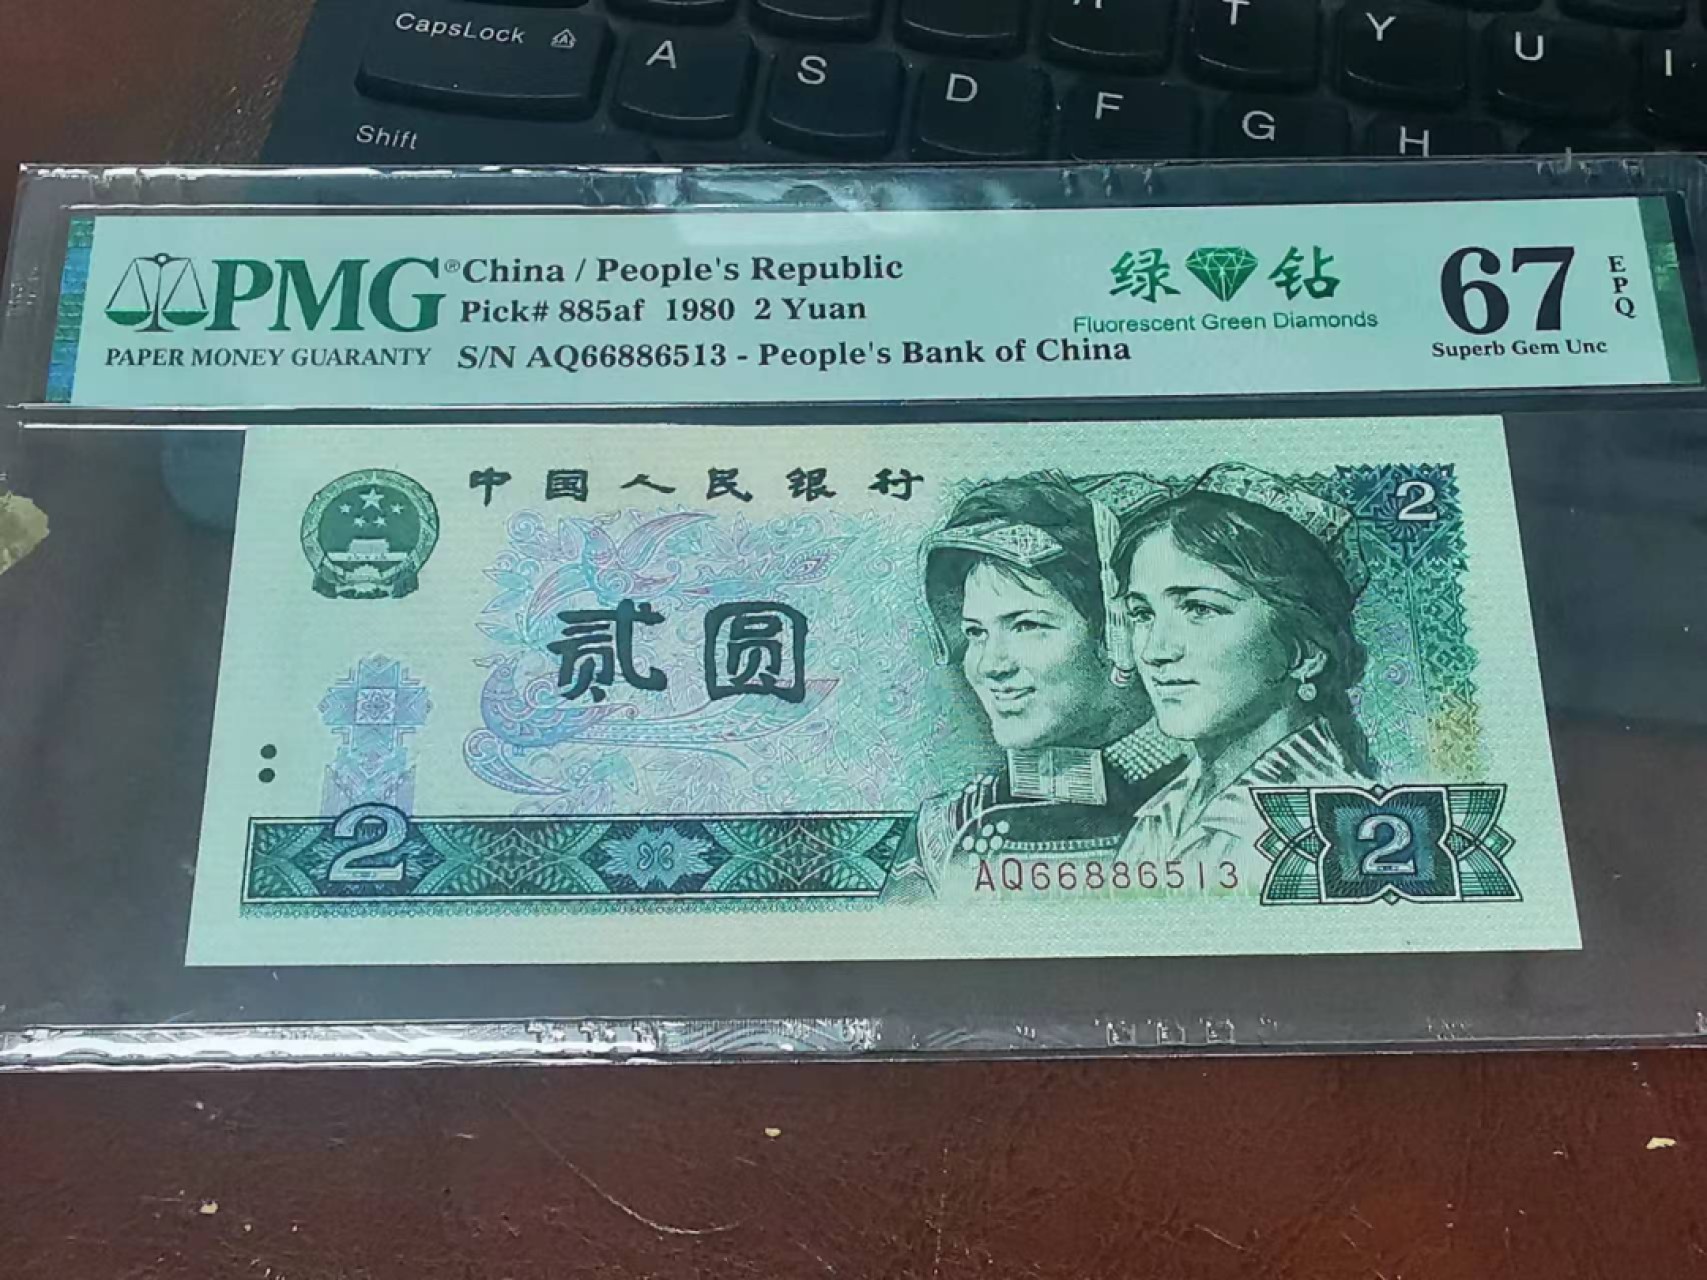 T Y U I
CapsLock A S D F G H
Shift
PMG® China / People's Republic 绿 钻 67 EPQ
Pick# 885af 1980 2 Yuan Fluorescent Green Diamonds
PAPER MONEY GUARANTY S/N AQ66886513 - People's Bank of China Superb Gem Unc
中国人民银行 2
贰圆
2 AQ66886513 2